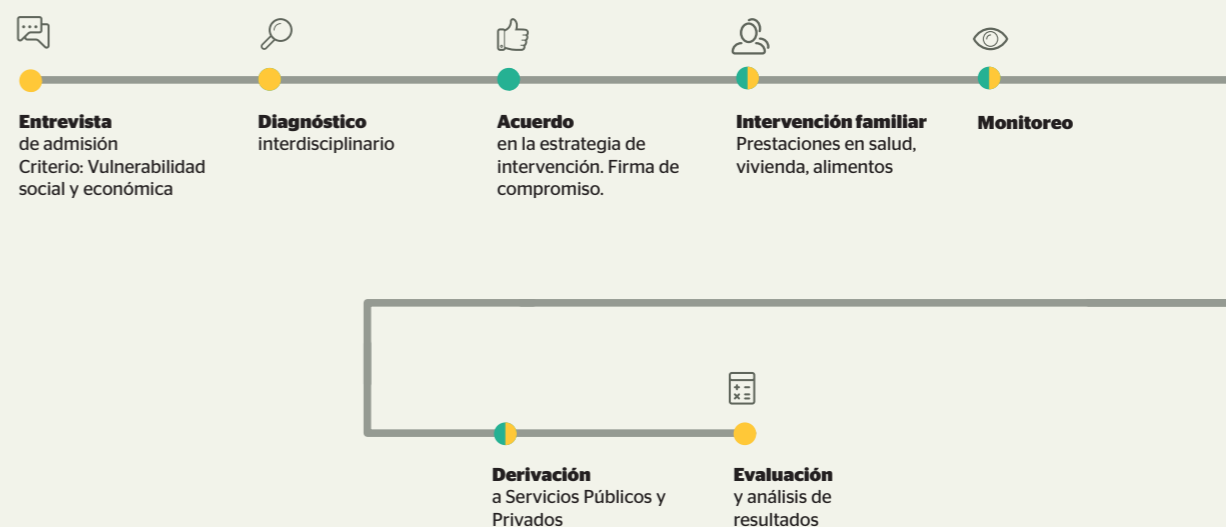 Entrevista
de admisión
Criterio: Vulnerabilidad
social y económica
Diagnóstico
interdisciplinario
Acuerdo
en la estrategia de
intervención. Firma de
compromiso.
Intervención familiar
Prestaciones en salud,
vivienda, alimentos
Monitoreo
Derivación
a Servicios Públicos y
Privados
Evaluación
y análisis de
resultados